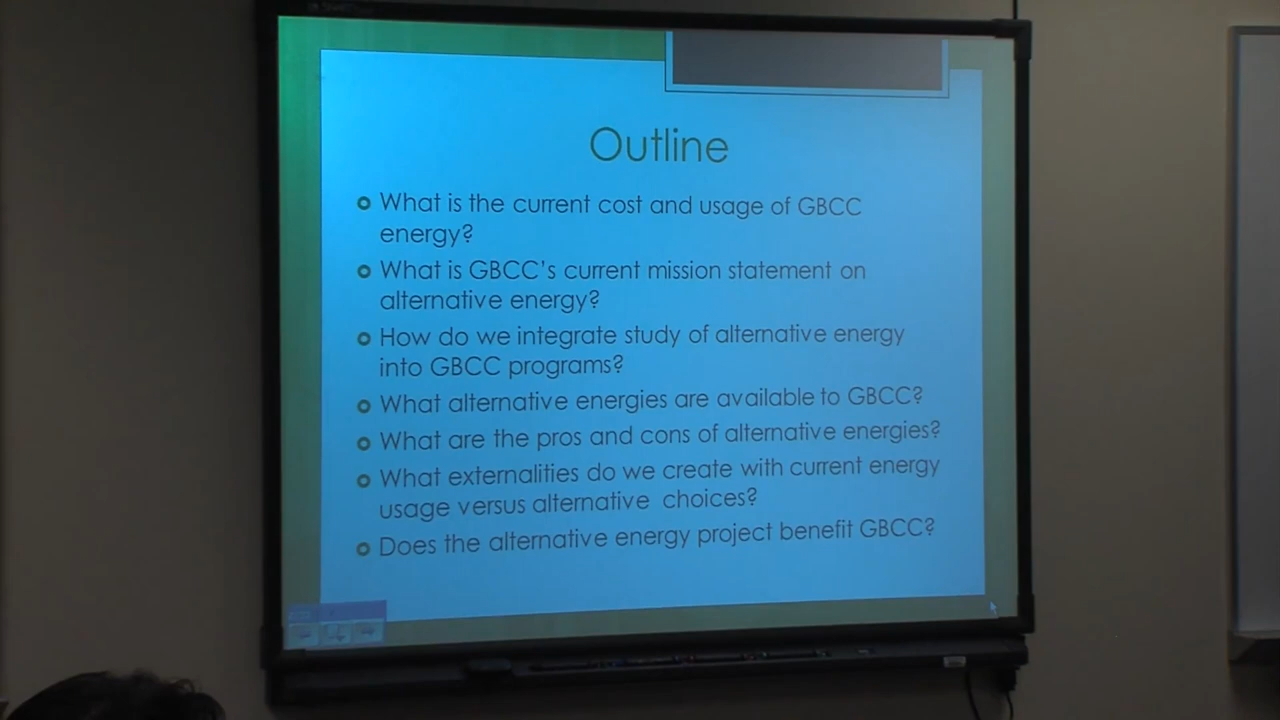 Outline
What is the current cost and usage of GBCC
energy?
What is GBCC's current mission statement on
alternative energy?
How do we integrate study of alternative energy
into GBCC programs?
What alternative energies are available to GBCC?
What are the pros and cons of alternative energies?
What externalities do we create with current energy
usage versus alternative choices?
Does the alternative energy project benefit GBCC?